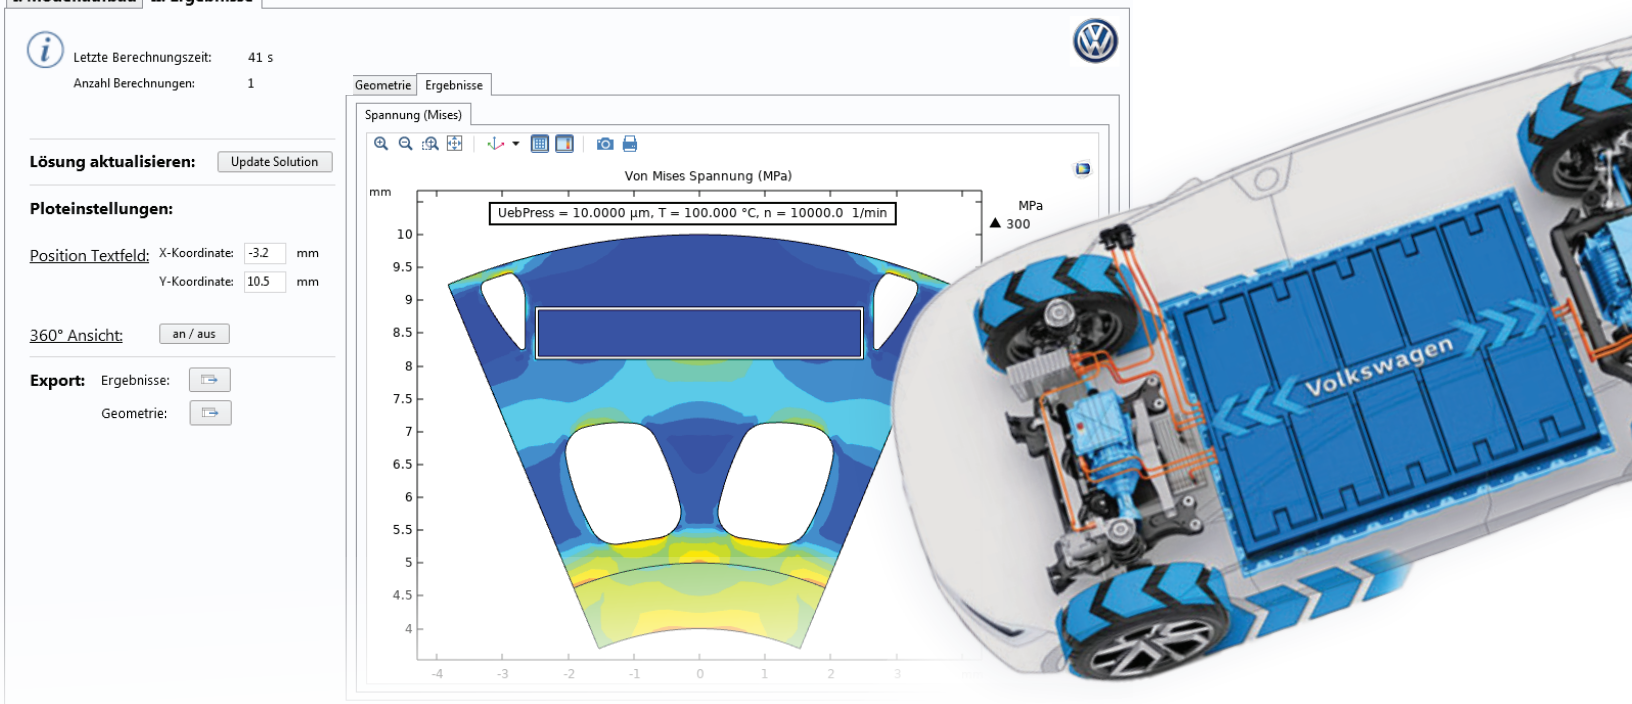 II. Ergebnisse
Letzte Berechnungszeit: 41 s
Anzahl Berechnungen: 1
Geometrie Ergebnisse
Spannung (Mises)
Lösung aktualisieren: Update Solution
Ploteinstellungen:
Position Textfeld: X-Koordinate: -3.2 mm
Y-Koordinate: 10.5 mm
360° Ansicht: an / aus
Export: Ergebnisse:
Geometrie:
Von Mises Spannung (MPa)
mm
UebPress = 10.0000 µm, T = 100.000 °C, n = 10000.0 1/min
MPa
▲ 300
10
9.5
9
8.5
8
7.5
7
6.5
6
5.5
5
4.5
4
-4 -3 -2 -1 0 1 2 3
Volkswagen